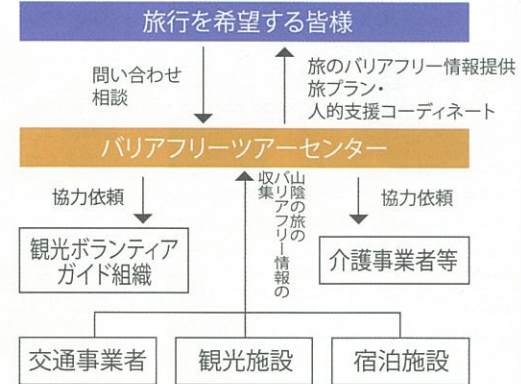 旅行を希望する皆様
問い合わせ
相談
旅のバリアフリー情報提供
旅プラン・
人的支援コーディネート
バリアフリーツアーセンター
協力依頼
山陰の旅の
バリアフリー情報の
収集
協力依頼
観光ボランティア
ガイド組織
介護事業者等
交通事業者
観光施設
宿泊施設